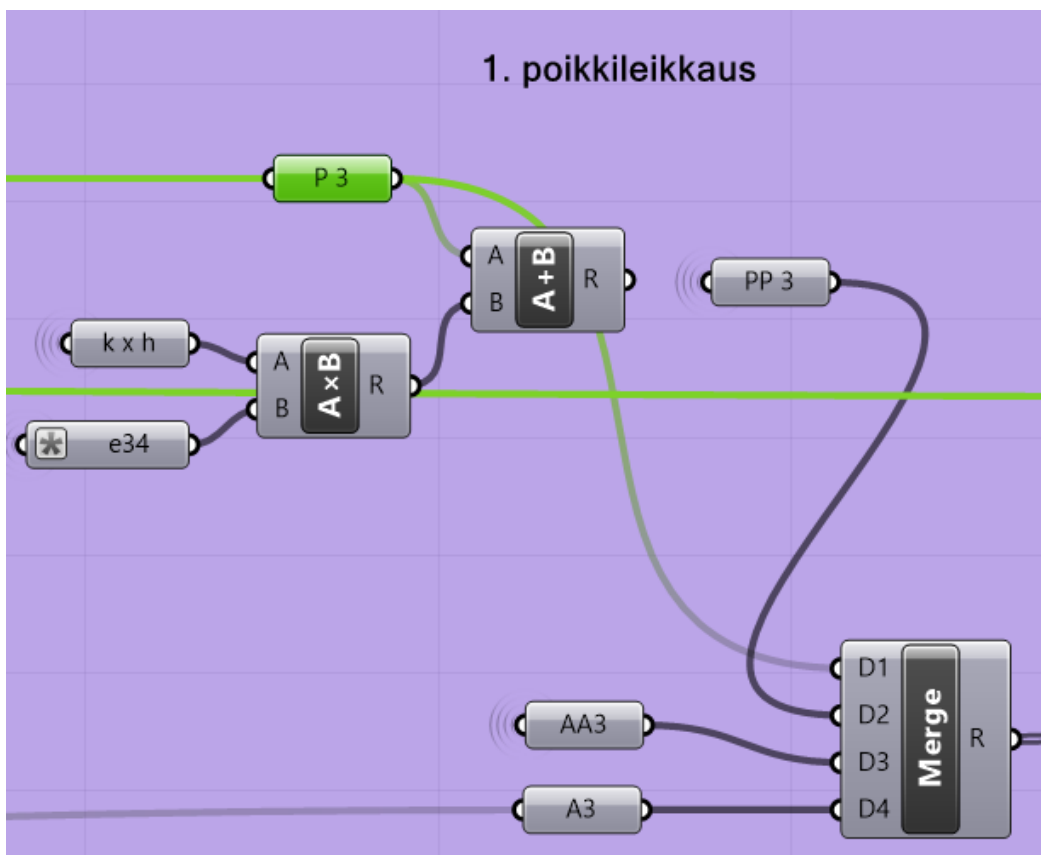 1. poikkileikkaus
P 3
A
B
A+B
R
PP 3
k x h
e34
A
B
A×B
R
AA3
A3
D1
D2
D3
D4
Merge
R